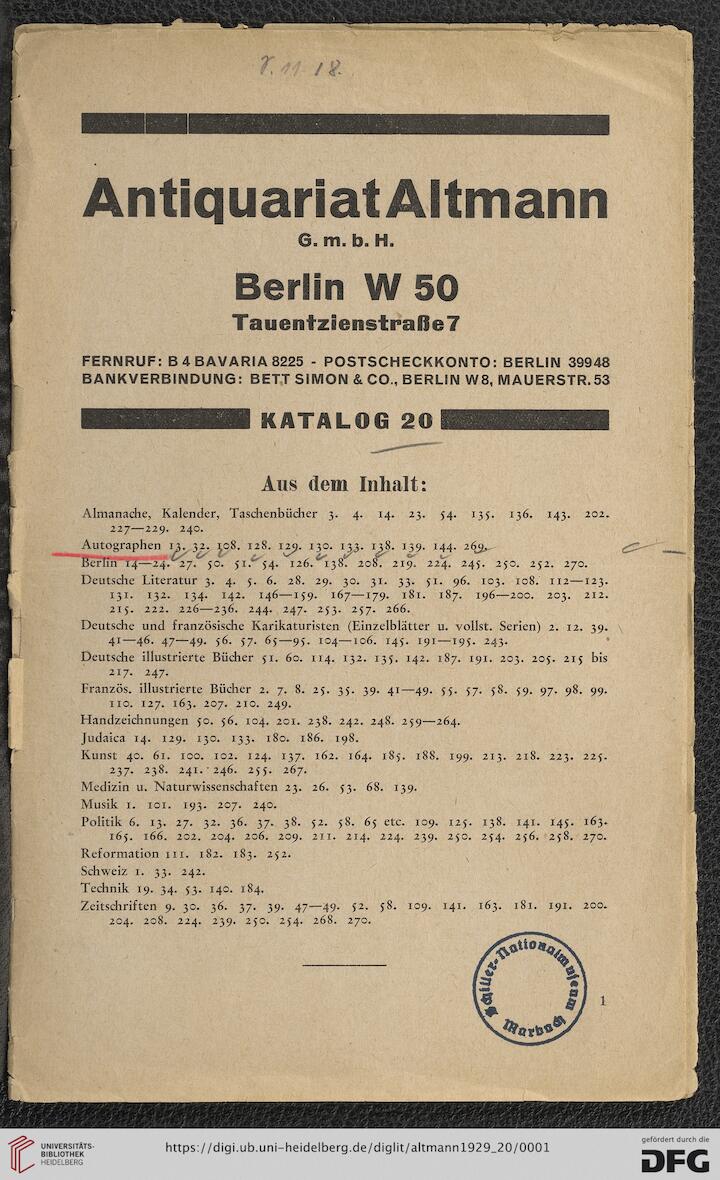 Antiquariat Altmann
G. m. b. H.
Berlin W 50
Tauentzienstraße 7
FERNRUF: B 4 BAVARIA 8225 - POSTSCHECKKONTO: BERLIN 39948
BANKVERBINDUNG: BETT SIMON & CO., BERLIN W 8, MAUERSTR. 53
KATALOG 20
Aus dem Inhalt:
Almanache, Kalender, Taschenbücher 3. 4. 14. 23. 54. 135. 136. 143. 202.
227—229. 240.
Autographen 13. 32. 108. 128. 129. 130. 133. 138. 139. 144. 269.
Berlin 14—24. 27. 50. 51. 54. 126. 138. 208. 219. 224. 245. 250. 252. 270.
Deutsche Literatur 3. 4. 5. 6. 28. 29. 30. 31. 33. 51. 96. 103. 108. 112—123.
131. 132. 134. 142. 146—159. 167—179. 181. 187. 196—200. 203. 212.
215. 222. 226—236. 244. 247. 253. 257. 266.
Deutsche und französische Karikaturisten (Einzelblätter u. vollst. Serien) 2. 12. 39.
41—46. 47—49. 56. 57. 65—95. 104—106. 145. 191—195. 243.
Deutsche illustrierte Bücher 51. 60. 114. 132. 135. 142. 187. 191. 203. 205. 215 bis
217. 247.
Französ. illustrierte Bücher 2. 7. 8. 25. 35. 39. 41—49. 55. 57. 58. 59. 97. 98. 99.
110. 127. 163. 207. 210. 249.
Handzeichnungen 50. 56. 104. 201. 238. 242. 248. 259—264.
Judaica 14. 129. 130. 133. 180. 186. 198.
Kunst 40. 61. 100. 102. 124. 137. 162. 164. 185. 188. 199. 213. 218. 223. 225.
237. 238. 241. 246. 255. 267.
Medizin u. Naturwissenschaften 23. 26. 53. 68. 139.
Musik 1. 101. 193. 207. 240.
Politik 6. 13. 27. 32. 36. 37. 38. 52. 58. 65 etc. 109. 125. 138. 141. 145. 163.
165. 166. 202. 204. 206. 209. 211. 214. 224. 239. 250. 254. 256. 258. 270.
Reformation 111. 182. 183. 252.
Schweiz 1. 33. 242.
Technik 19. 34. 53. 140. 184.
Zeitschriften 9. 30. 36. 37. 39. 47—49. 52. 58. 109. 141. 163. 181. 191. 200.
204. 208. 224. 239. 250. 254. 268. 270.
Schiller-Nationalmuseum
Marbach
1
UNIVERSITÄTS-
BIBLIOTHEK
HEIDELBERG
https://digi.ub.uni-heidelberg.de/diglit/altmann1929_20/0001
gefördert durch die
DFG